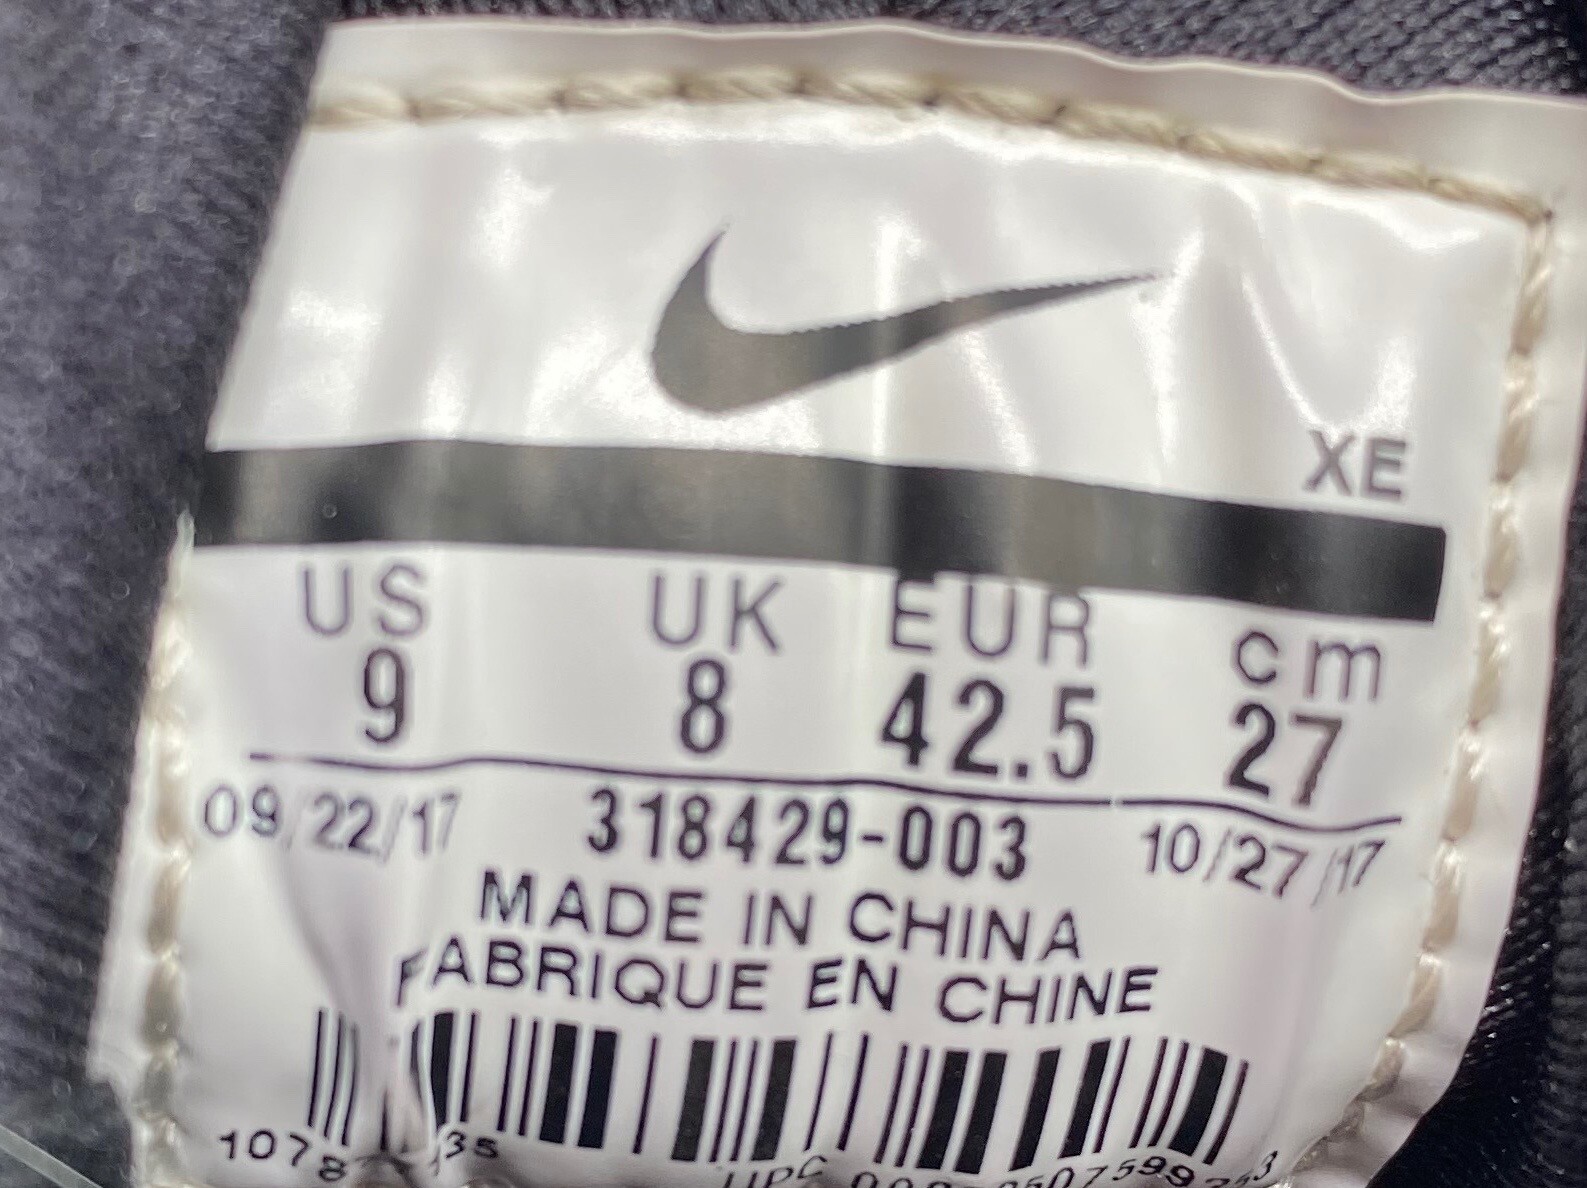 XE
US UK EUR cm
9 8 42.5 27
09/22/17 318429-003 10/27/17
MADE IN CHINA
FABRIQUE EN CHINE
UPC